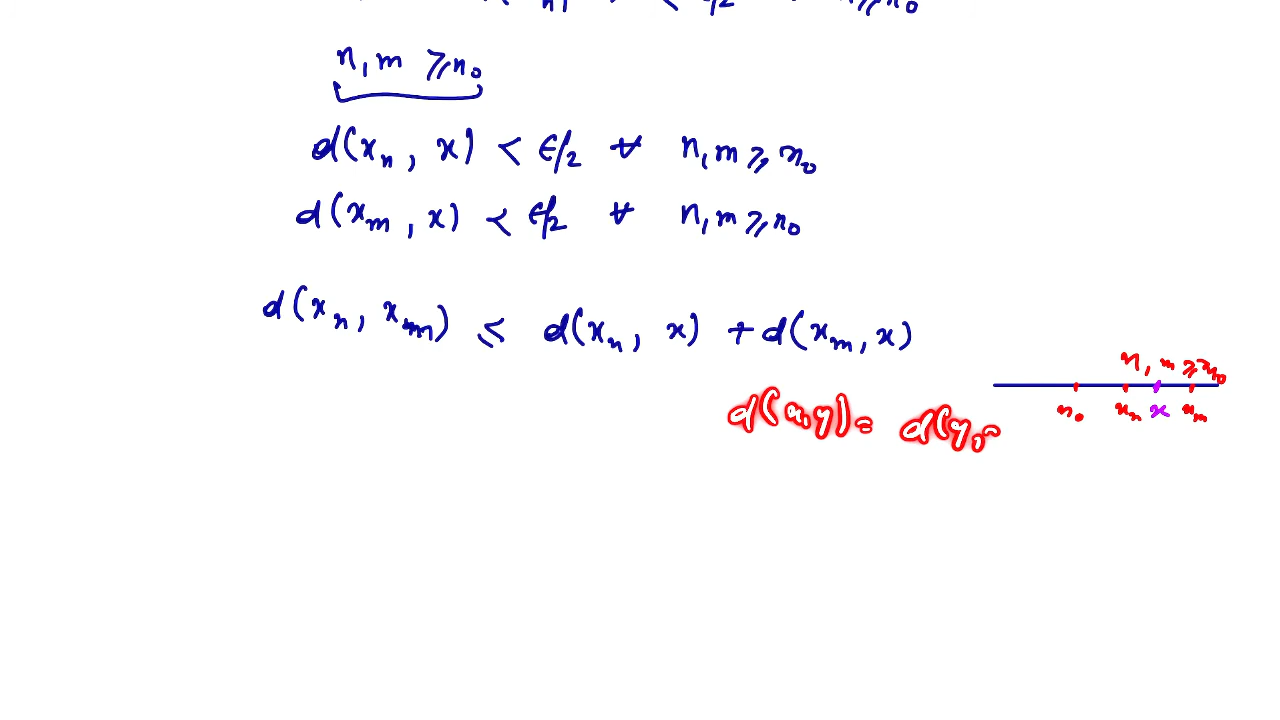 n, m ⩾ n₀
d(xₙ, x) < ϵ/2 ∀ n, m ⩾ n₀
d(xₘ, x) < ϵ/2 ∀ n, m ⩾ n₀
d(xₙ, xₘ) ≤ d(xₙ, x) + d(xₘ, x)
n, m ⩾ n₀
n₀ xₙ x xₘ
d(x, y) = d(y,